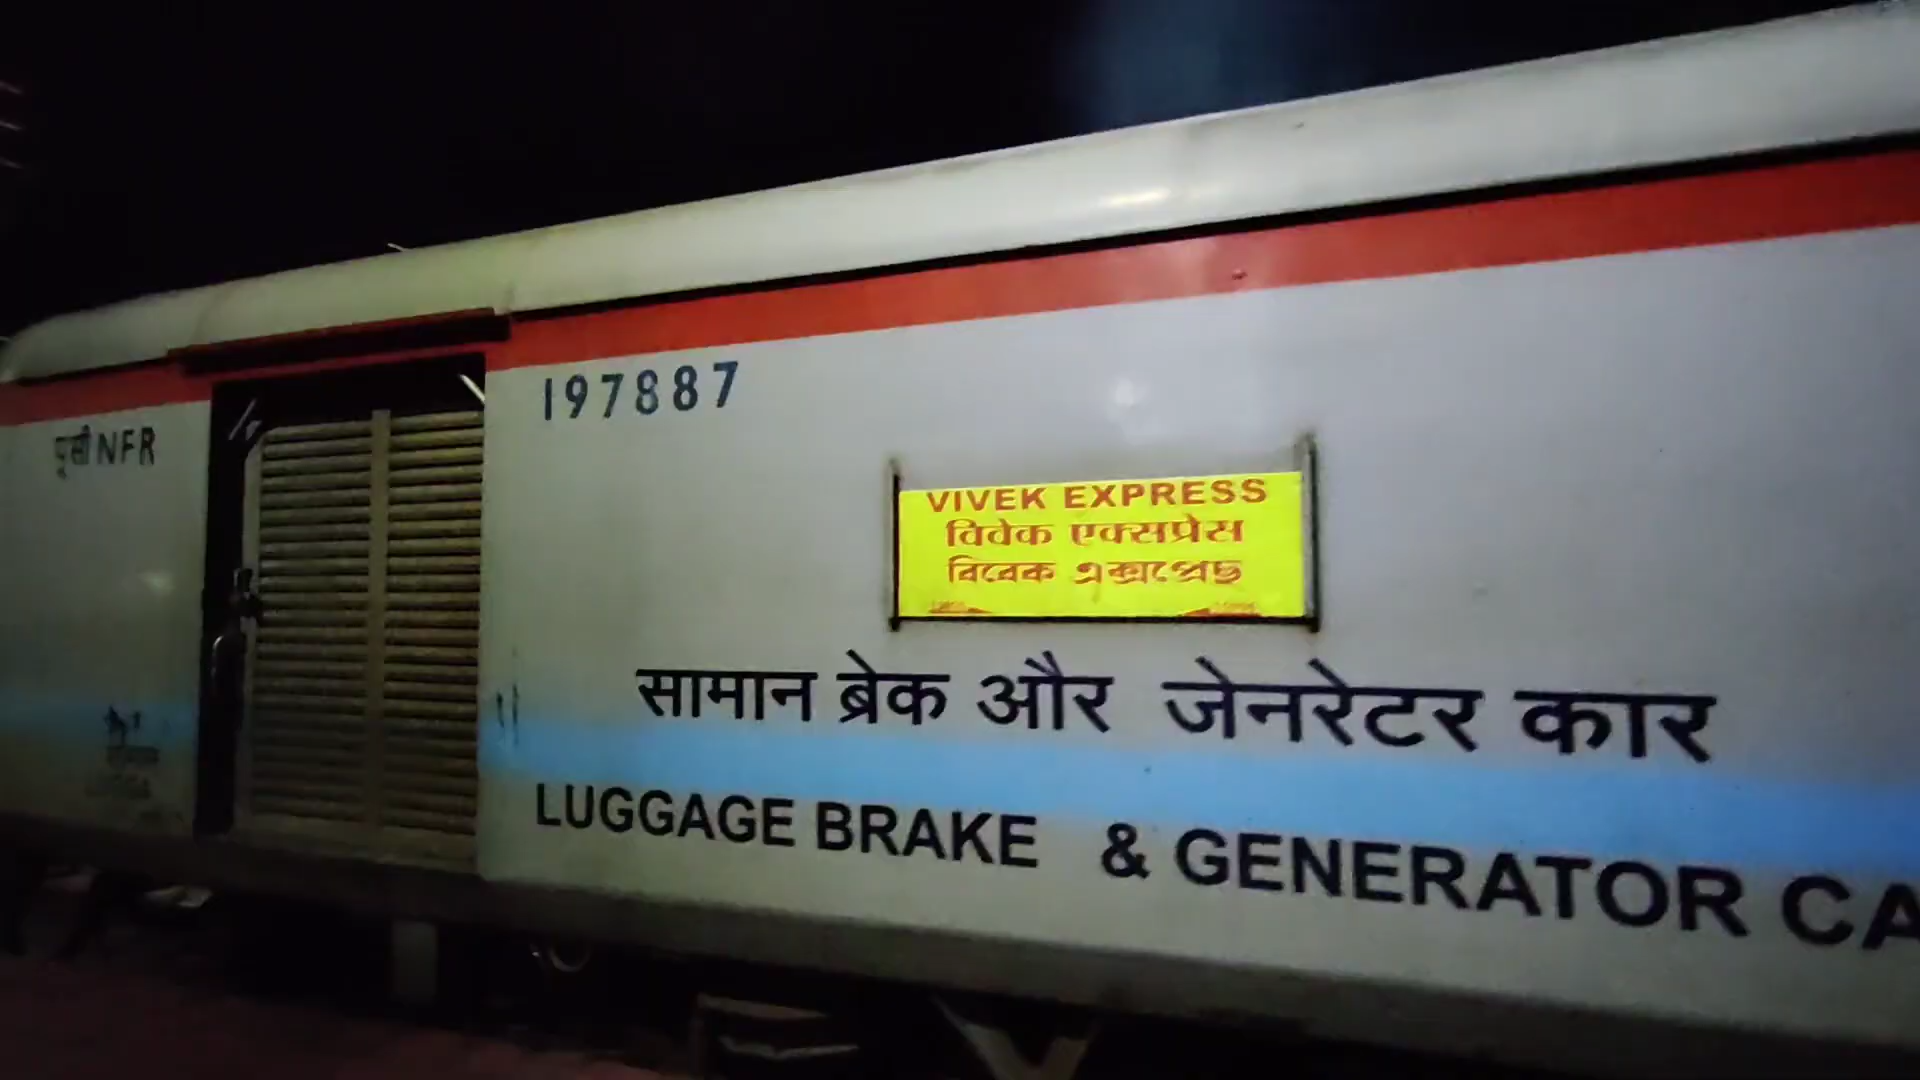 197887
पूसी NFR
VIVEK EXPRESS
विवेक एक्सप्रेस
বিবেক এক্সপ্ৰেছ
सामान ब्रेक और जेनरेटर कार
LUGGAGE BRAKE & GENERATOR CA